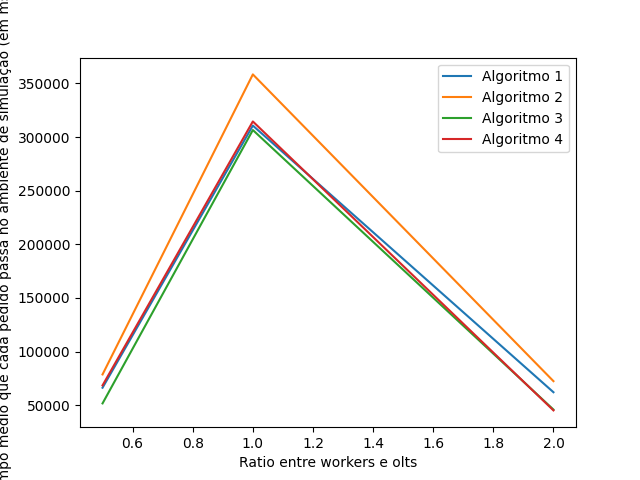 mpo médio que cada pedido passa no ambiente de simulação (em m
350000
300000
250000
200000
150000
100000
50000
0.6
0.8
1.0
1.2
1.4
1.6
1.8
2.0
Ratio entre workers e olts
Algoritmo 1
Algoritmo 2
Algoritmo 3
Algoritmo 4